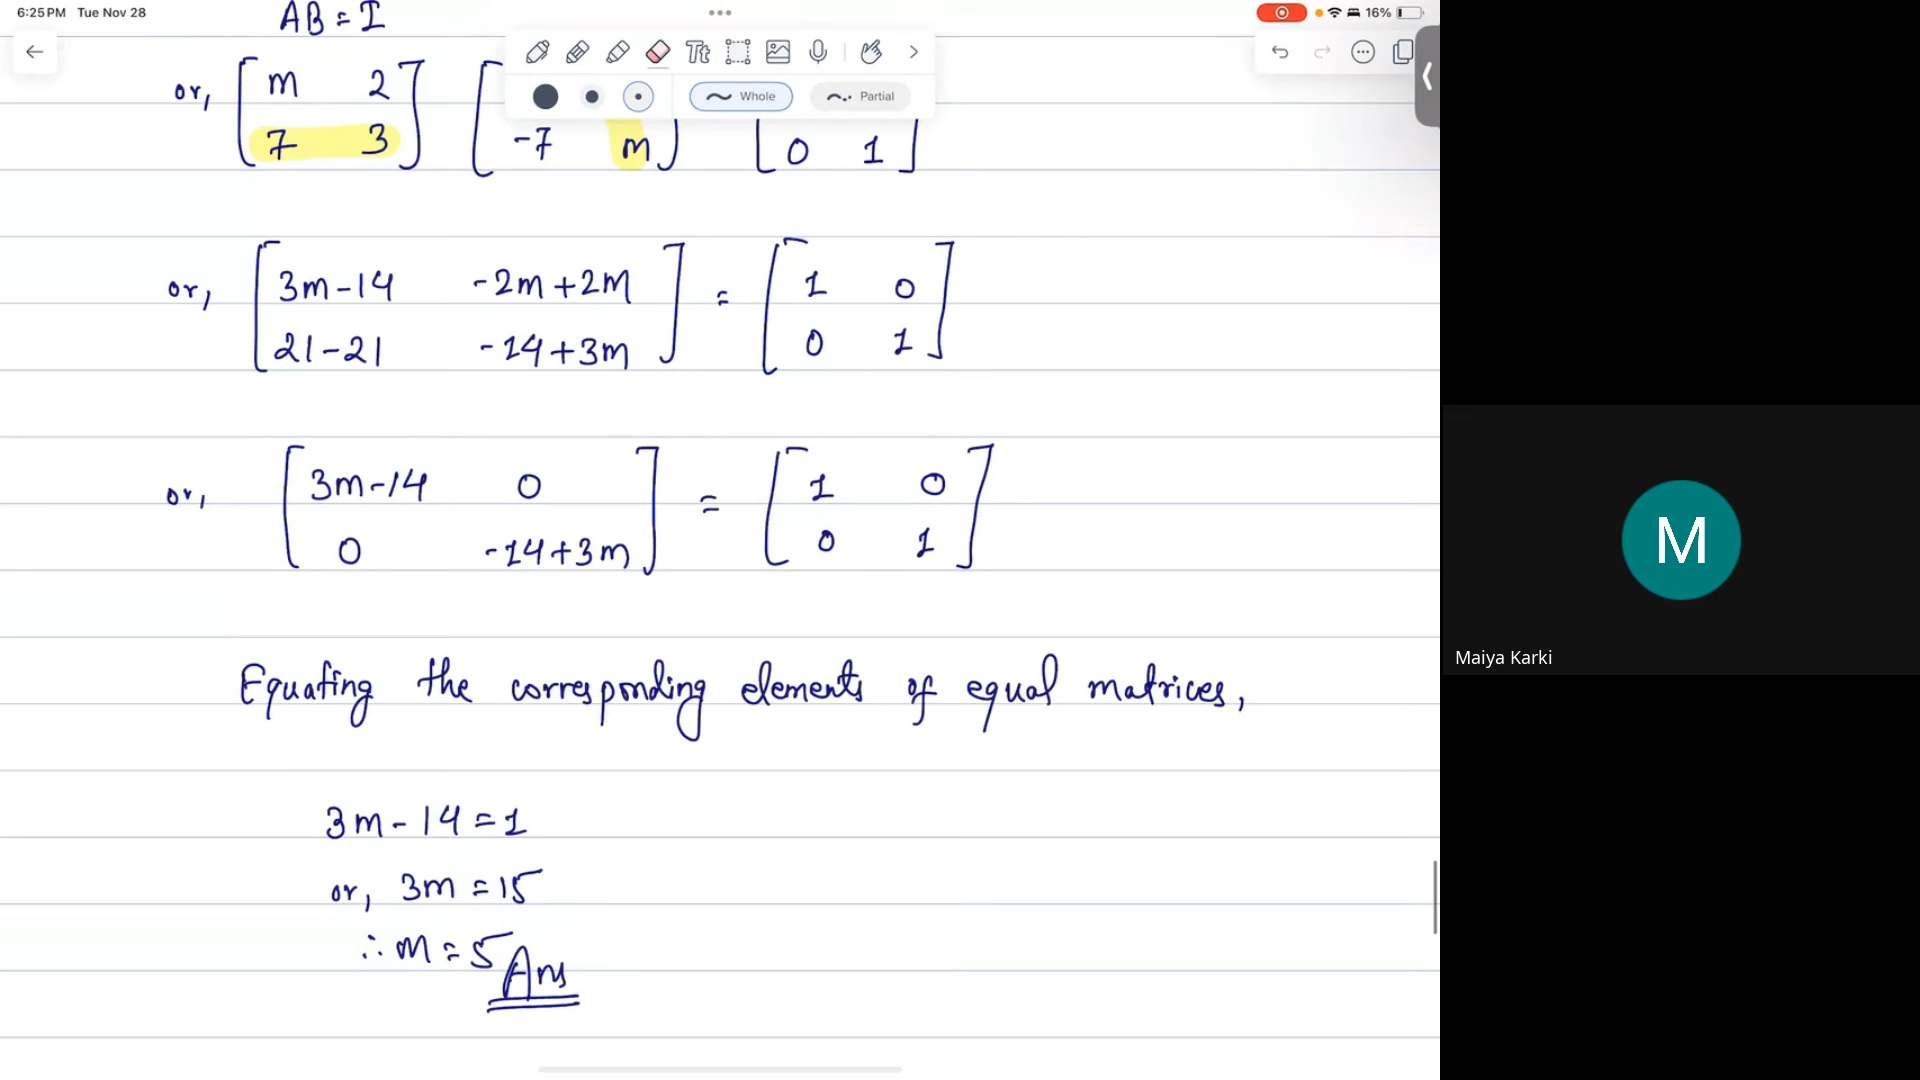 6:25 PM Tue Nov 28
16%
AB = I
Tt
Whole Partial
or, [ m 2
7 3 ] [
-7 m ] [ 0 1 ]
or, [ 3m-14 -2m+2m
21-21 -14+3m ] = [ 1 0
0 1 ]
or, [ 3m-14 0
0 -14+3m ] = [ 1 0
0 1 ]
Equating the corresponding elements of equal matrices,
3m-14=1
or, 3m=15
∴ m=5 Ans
M
Maiya Karki